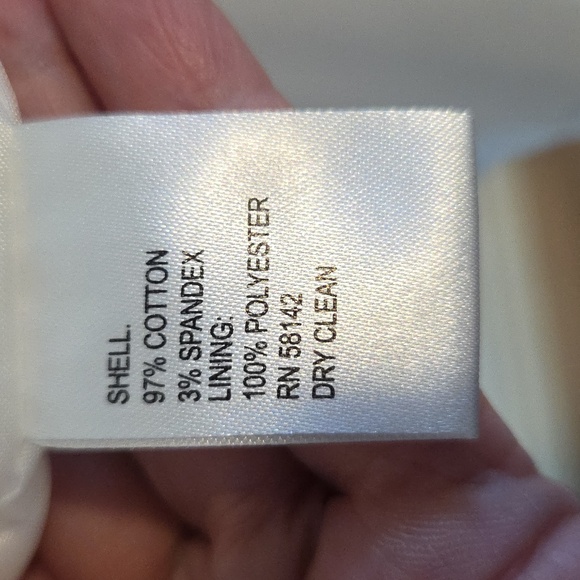 SHELL.
97% COTTON
3% SPANDEX
LINING:
100% POLYESTER
RN 58142
DRY CLEAN